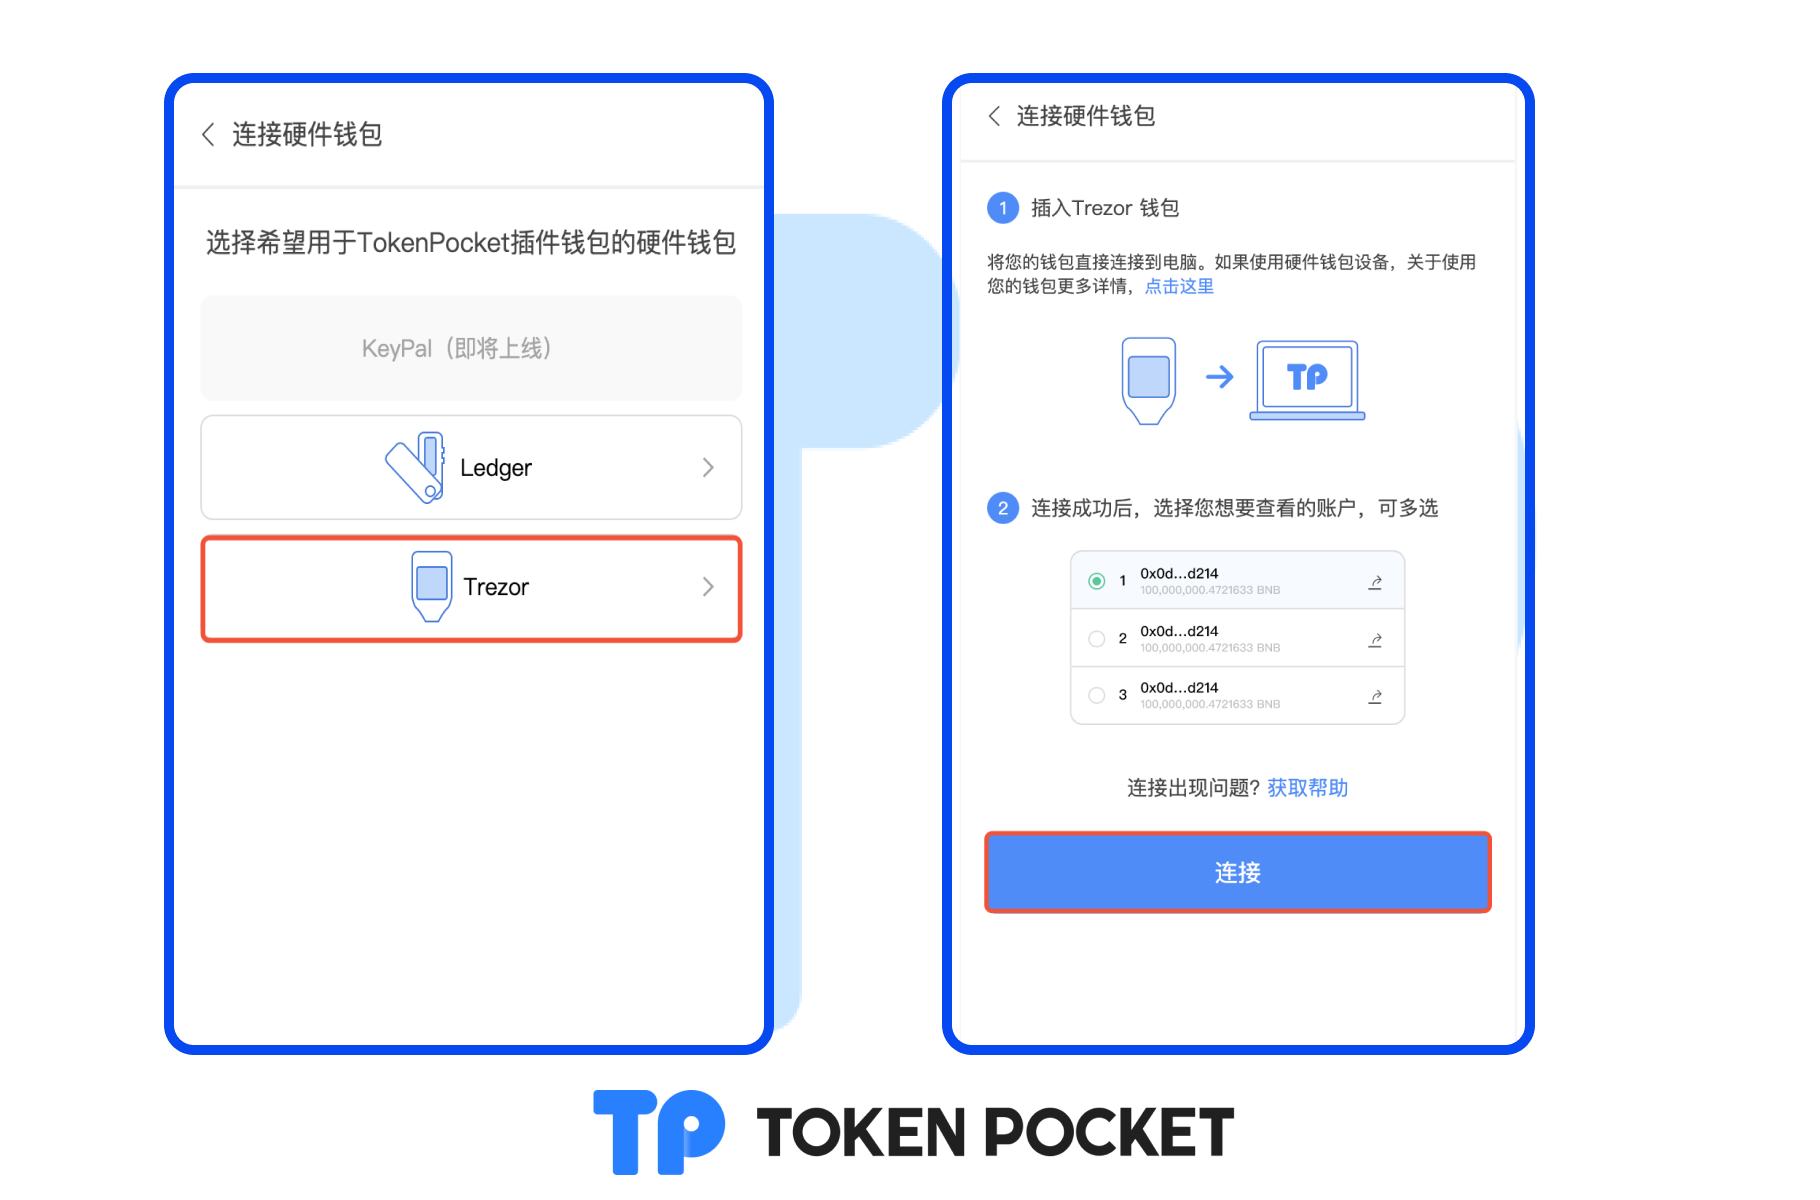 连接硬件钱包
选择希望用于TokenPocket插件钱包的硬件钱包
KeyPal（即将上线）
Ledger
Trezor
连接硬件钱包
1 插入Trezor 钱包
将您的钱包直接连接到电脑。如果使用硬件钱包设备，关于使用
您的钱包更多详情，点击这里
TP
2 连接成功后，选择您想要查看的账户，可多选
1 0x0d...d214
100,000,000.4721633 BNB
2 0x0d...d214
100,000,000.4721633 BNB
3 0x0d...d214
100,000,000.4721633 BNB
连接出现问题? 获取帮助
连接
TP TOKEN POCKET